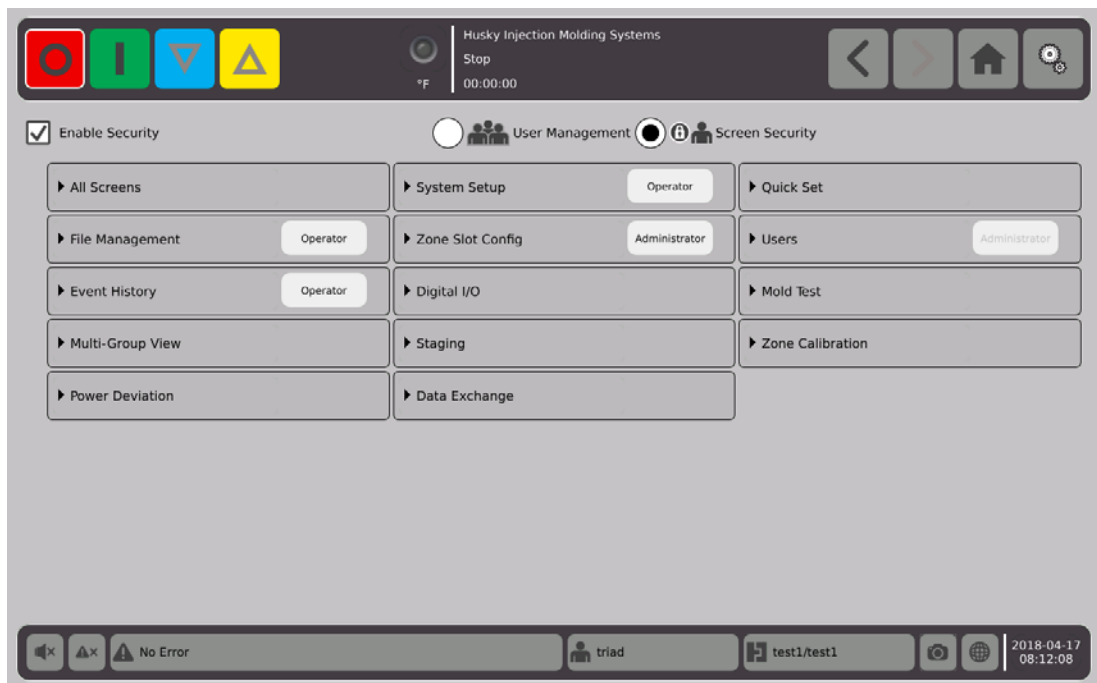 Husky Injection Molding Systems
Stop
°F 00:00:00
Enable Security User Management Screen Security
All Screens System Setup Operator Quick Set
File Management Operator Zone Slot Config Administrator Users Administrator
Event History Operator Digital I/O Mold Test
Multi-Group View Staging Zone Calibration
Power Deviation Data Exchange
No Error triad test1/test1 2018-04-17
08:12:08